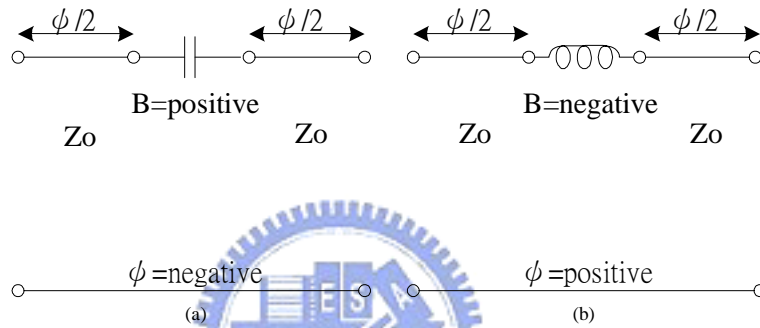 ϕ/2 ϕ/2 ϕ/2 ϕ/2
B=positive B=negative
Zo Zo Zo Zo
ϕ=negative ϕ=positive
E S A
(a) (b)